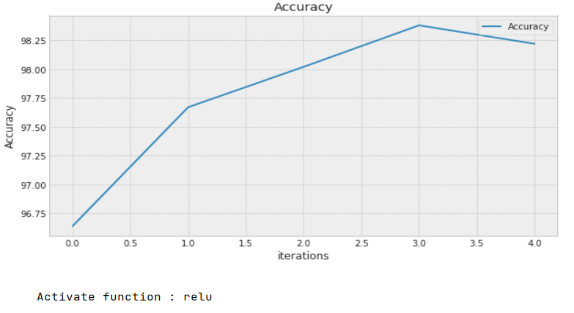 Accuracy
Accuracy
98.25
98.00
97.75
97.50
97.25
97.00
96.75
Accuracy
0.0 0.5 1.0 1.5 2.0 2.5 3.0 3.5 4.0
iterations
Activate function : relu